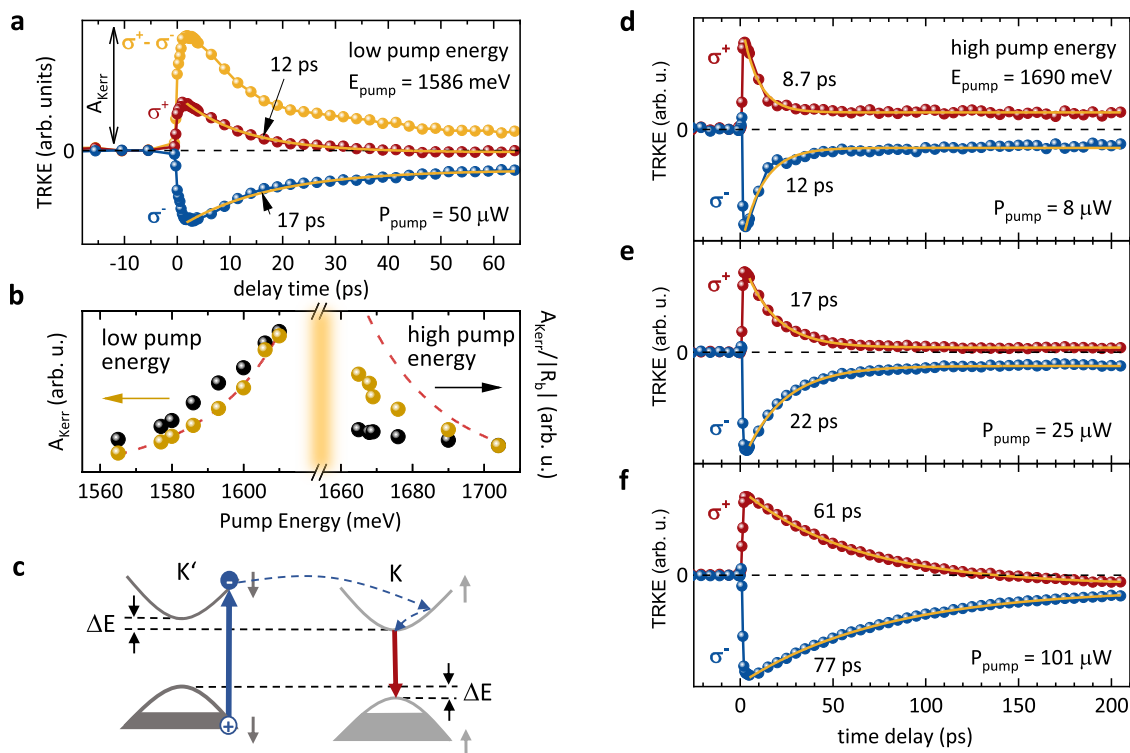 a
TRKE (arb. units)
A_Kerr
σ⁺- σ⁻
σ⁺
σ⁻
0
low pump energy
E_pump = 1586 meV
12 ps
17 ps
P_pump = 50 µW
-10 0 10 20 30 40 50 60
delay time (ps)
b
A_Kerr (arb. u.)
low pump
energy
high pump
energy
A_Kerr/|R_b| (arb. u.)
1560 1580 1600 1660 1680 1700
Pump Energy (meV)
c
K‘
K
-
+
ΔE
ΔE
d
TRKE (arb. u.)
σ⁺
σ⁻
0
high pump energy
E_pump = 1690 meV
8.7 ps
12 ps
P_pump = 8 µW
e
TRKE (arb. u.)
σ⁺
σ⁻
0
17 ps
22 ps
P_pump = 25 µW
f
TRKE (arb. u.)
σ⁺
σ⁻
0
61 ps
77 ps
P_pump = 101 µW
0 50 100 150 200
time delay (ps)